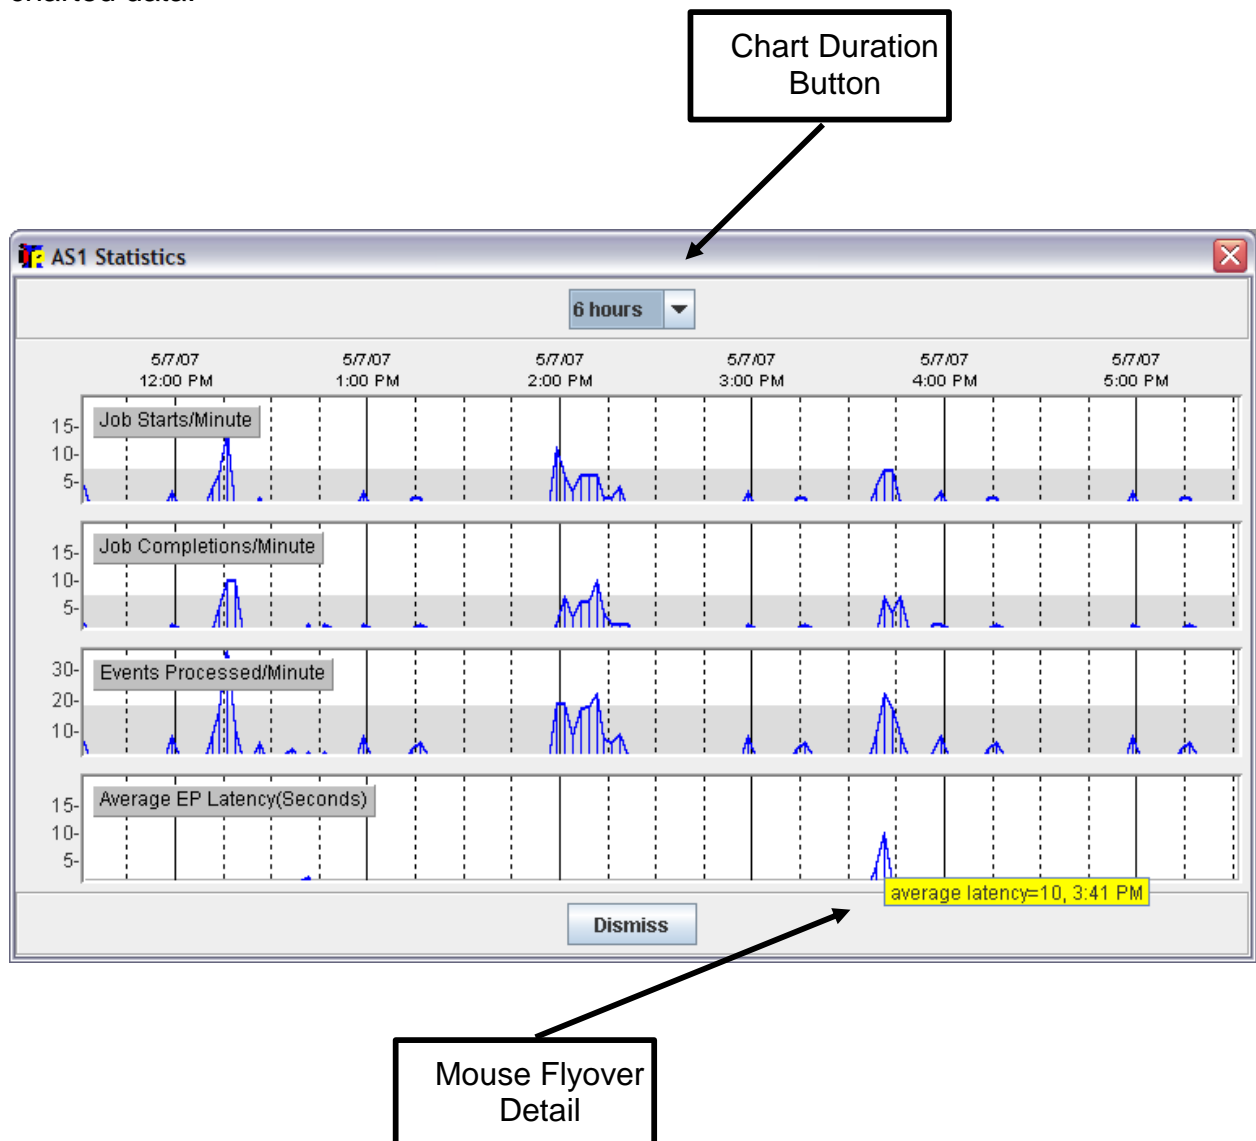 charted data.
Chart Duration
Button
AS1 Statistics
6 hours
5/7/07 5/7/07 5/7/07 5/7/07 5/7/07 5/7/07
12:00 PM 1:00 PM 2:00 PM 3:00 PM 4:00 PM 5:00 PM
Job Starts/Minute
15-
10-
5-
Job Completions/Minute
15-
10-
5-
Events Processed/Minute
30-
20-
10-
Average EP Latency(Seconds)
15-
10-
5-
average latency=10, 3:41 PM
Dismiss
Mouse Flyover
Detail